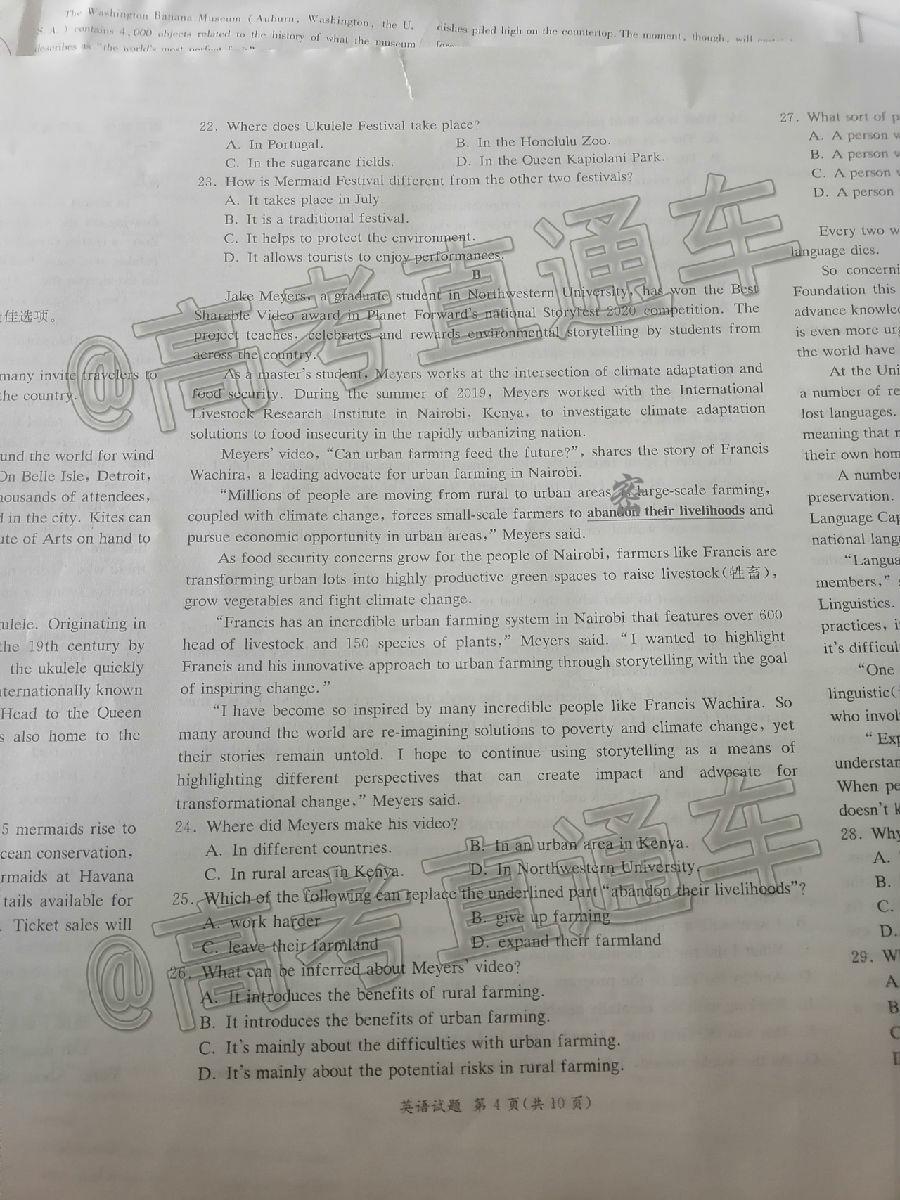 The Washington Banana Museum (Auburn, Washington, the U.
S. A.) contains 4,000 objects related to the history of what the museum
describes as "the world's most perfect
dishes piled high on the countertop. The moment, though, will
22. Where does Ukulele Festival take place?
A. In Portugal.
B. In the Honolulu Zoo.
C. In the sugarcane fields.
D. In the Queen Kapiolani Park.
23. How is Mermaid Festival different from the other two festivals?
A. It takes place in July
B. It is a traditional festival.
C. It helps to protect the environment.
D. It allows tourists to enjoy performances.
B
Jake Meyers, a graduate student in Northwestern University, has won the Best
Sharable Video award in Planet Forward's national Storyfest 2020 competition. The
project teaches, celebrates and rewards environmental storytelling by students from
across the country.
As a master's student, Meyers works at the intersection of climate adaptation and
food security. During the summer of 2019, Meyers worked with the International
Livestock Research Institute in Nairobi, Kenya, to investigate climate adaptation
solutions to food insecurity in the rapidly urbanizing nation.
Meyers' video, "Can urban farming feed the future?", shares the story of Francis
Wachira, a leading advocate for urban farming in Nairobi.
"Millions of people are moving from rural to urban areas large-scale farming,
coupled with climate change, forces small-scale farmers to abandon their livelihoods and
pursue economic opportunity in urban areas," Meyers said.
As food security concerns grow for the people of Nairobi, farmers like Francis are
transforming urban lots into highly productive green spaces to raise livestock(牲畜),
grow vegetables and fight climate change.
"Francis has an incredible urban farming system in Nairobi that features over 600
head of livestock and 150 species of plants," Meyers said. "I wanted to highlight
Francis and his innovative approach to urban farming through storytelling with the goal
of inspiring change."
"I have become so inspired by many incredible people like Francis Wachira. So
many around the world are re-imagining solutions to poverty and climate change, yet
their stories remain untold. I hope to continue using storytelling as a means of
highlighting different perspectives that can create impact and advocate for
transformational change," Meyers said.
24. Where did Meyers make his video?
A. In different countries.
B. In an urban area in Kenya.
C. In rural areas in Kenya.
D. In Northwestern University.
25. Which of the following can replace the underlined part "abandon their livelihoods"?
A. work harder
B. give up farming
C. leave their farmland
D. expand their farmland
26. What can be inferred about Meyers' video?
A. It introduces the benefits of rural farming.
B. It introduces the benefits of urban farming.
C. It's mainly about the difficulties with urban farming.
D. It's mainly about the potential risks in rural farming.
英语试题 第4页(共10页)
佳选项。
many invite travelers to
the country.
und the world for wind
On Belle Isle, Detroit,
housands of attendees,
in the city. Kites can
ute of Arts on hand to
ulele. Originating in
the 19th century by
the ukulele quickly
nternationally known
Head to the Queen
s also home to the
5 mermaids rise to
cean conservation,
rmaids at Havana
tails available for
Ticket sales will
27. What sort of p
A. A person w
B. A person w
C. A person w
D. A person
Every two w
language dies.
So concerni
Foundation this
advance knowle
is even more ur
the world have
At the Uni
a number of re
lost languages.
meaning that
their own hom
A number
preservation.
Language Cap
national lang
"Langua
members,"
Linguistics.
practices, i
it's difficul
"One
linguistic(
who invol
"Exp
understan
When pe
doesn't k
28. Why
A.
B.
C.
D.
29. W
A
B
C
D
@高考直通车
密
@高考直通车